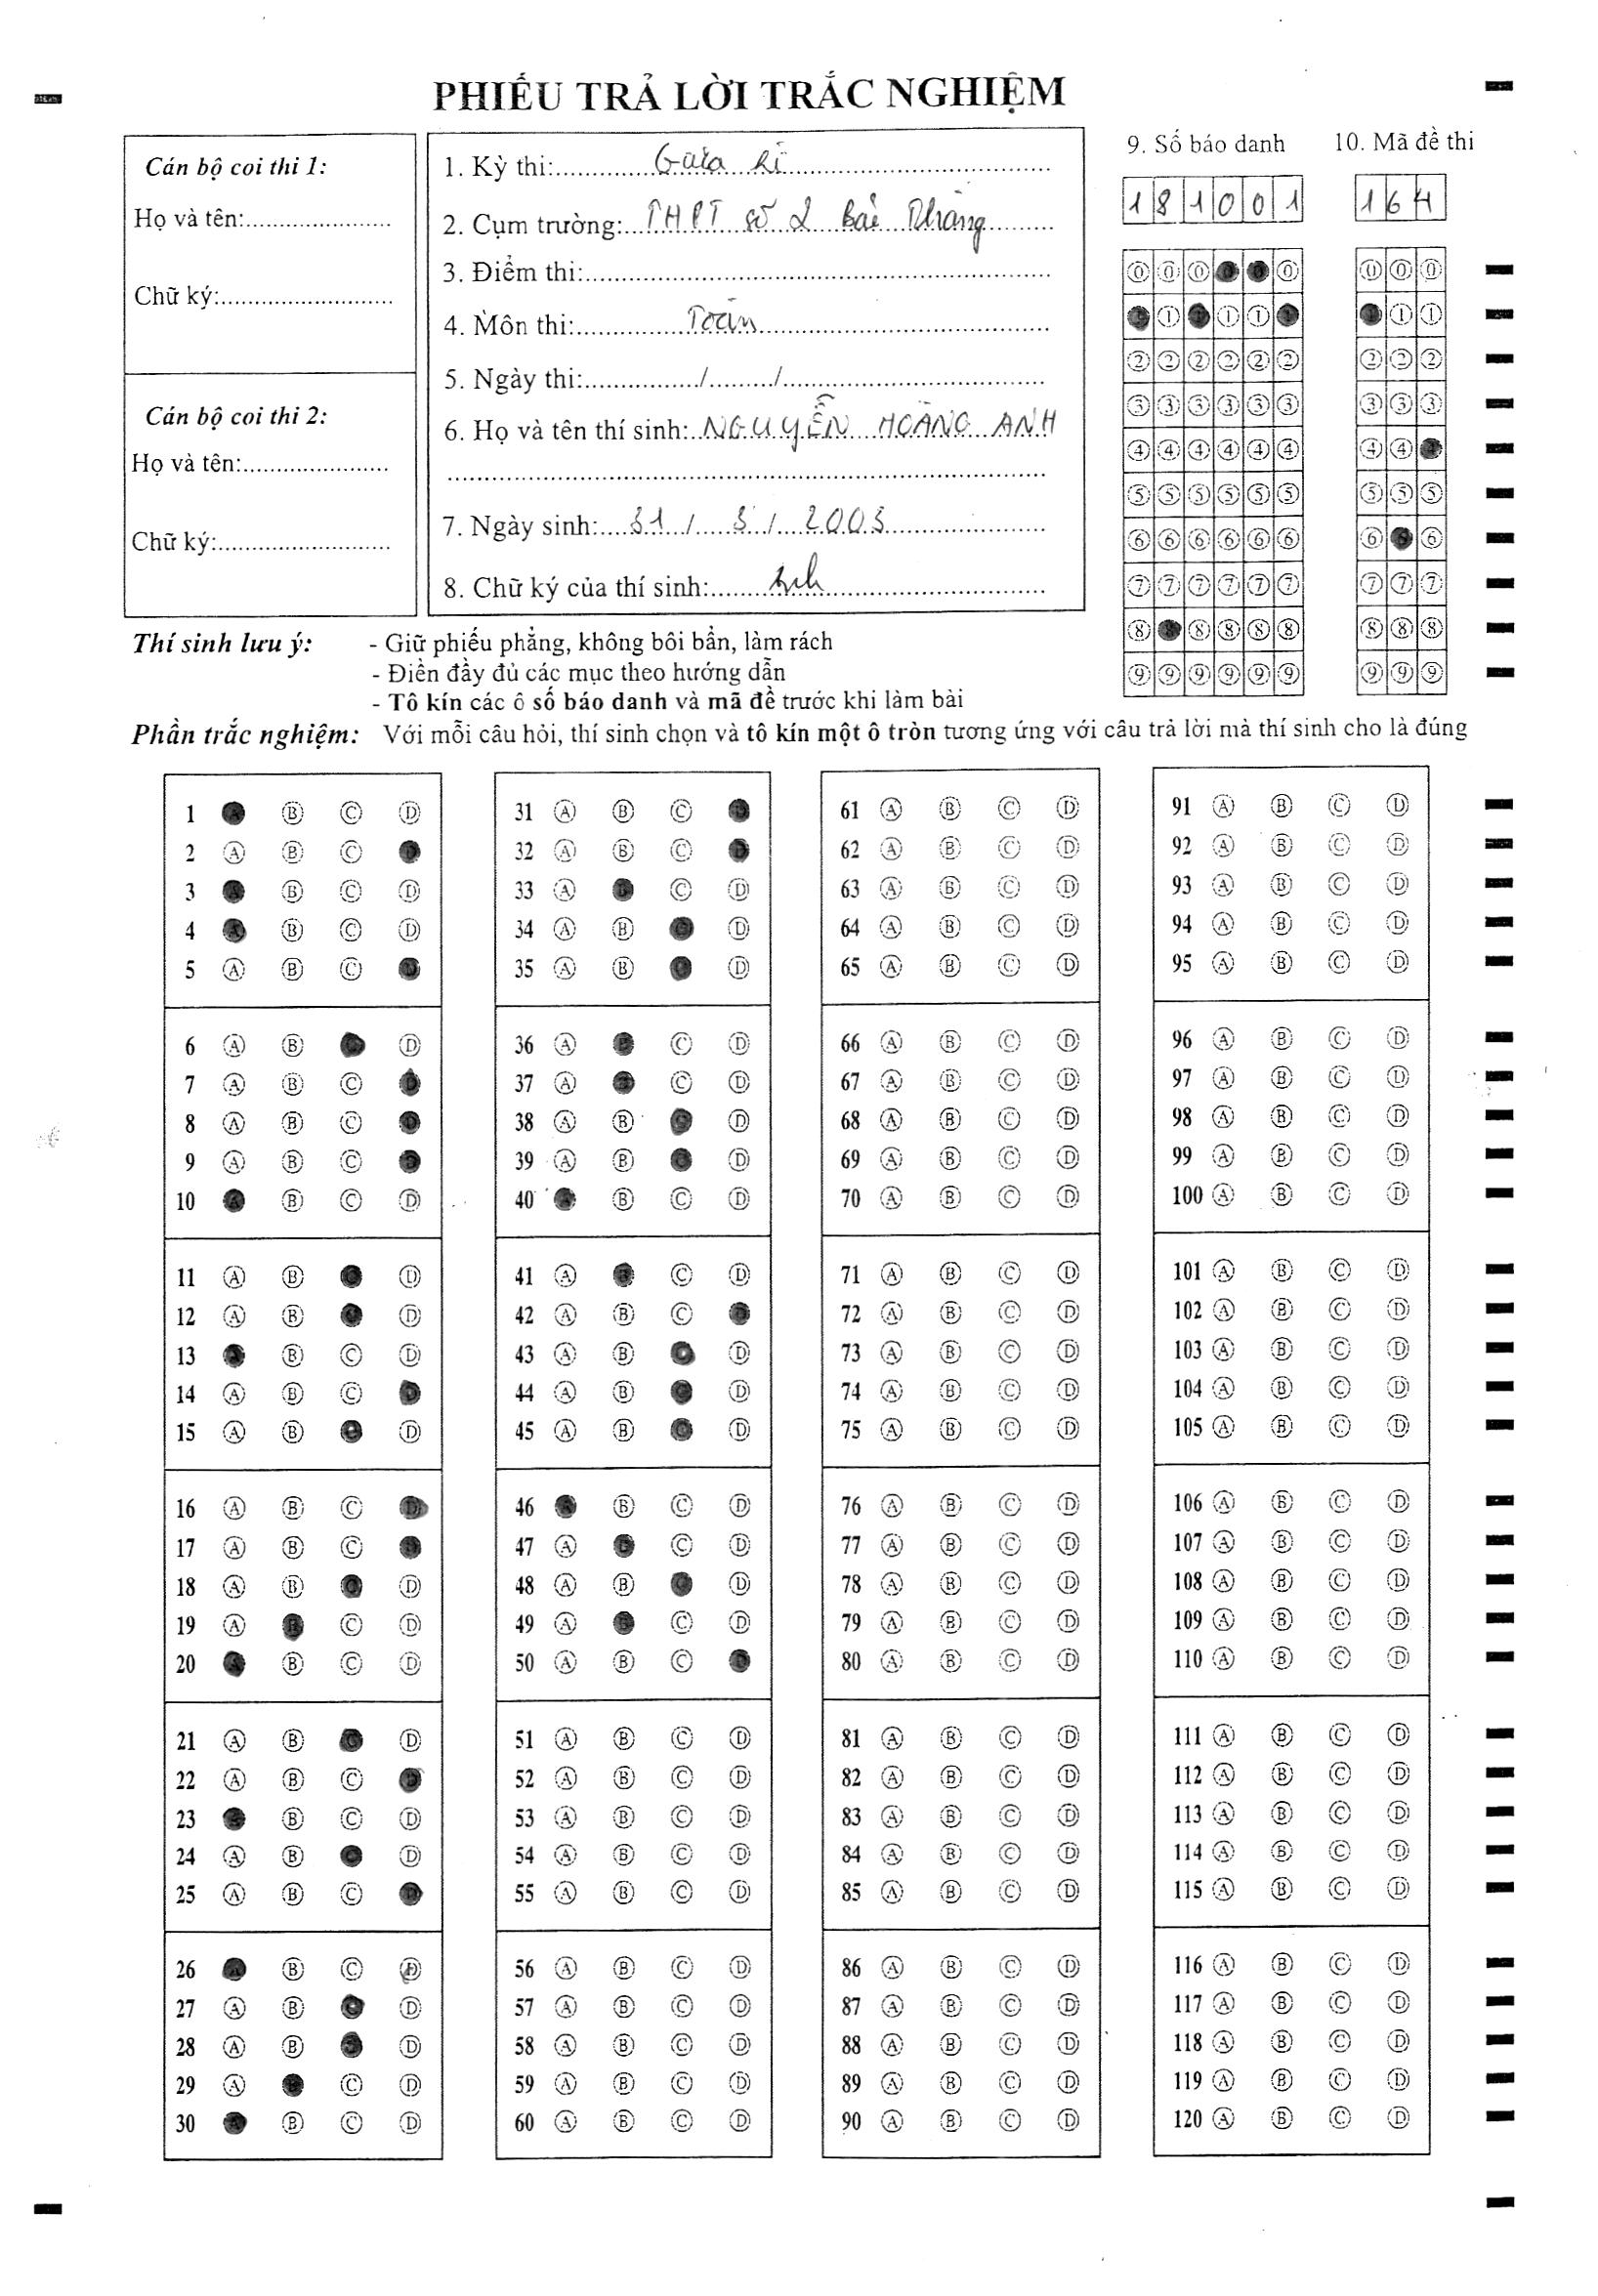 PHIẾU TRẢ LỜI TRẮC NGHIỆM
Cán bộ coi thi 1:
Họ và tên:
Chữ ký:
Cán bộ coi thi 2:
Họ và tên:
Chữ ký:
1. Kỳ thi: Giữa kì
2. Cụm trường: THPT số 2 Bảo Thắng
3. Điểm thi:
4. Môn thi: Toán
5. Ngày thi: / /
6. Họ và tên thí sinh: NGUYỄN HOÀNG ANH
7. Ngày sinh: 31 / 3 / 2003
8. Chữ ký của thí sinh: Anh
9. Số báo danh
181001
10. Mã đề thi
164
0 0 0 0 0 0 0 0 0
1 1 1 1 1 1 1 1 1
2 2 2 2 2 2 2 2 2
3 3 3 3 3 3 3 3 3
4 4 4 4 4 4 4 4 4
5 5 5 5 5 5 5 5 5
6 6 6 6 6 6 6 6 6
7 7 7 7 7 7 7 7 7
8 8 8 8 8 8 8 8 8
9 9 9 9 9 9 9 9 9
Thí sinh lưu ý: - Giữ phiếu phẳng, không bôi bẩn, làm rách
- Điền đầy đủ các mục theo hướng dẫn
- Tô kín các ô số báo danh và mã đề trước khi làm bài
Phần trắc nghiệm: Với mỗi câu hỏi, thí sinh chọn và tô kín một ô tròn tương ứng với câu trả lời mà thí sinh cho là đúng
1 A B C D 31 A B C D 61 A B C D 91 A B C D
2 A B C D 32 A B C D 62 A B C D 92 A B C D
3 A B C D 33 A B C D 63 A B C D 93 A B C D
4 A B C D 34 A B C D 64 A B C D 94 A B C D
5 A B C D 35 A B C D 65 A B C D 95 A B C D
6 A B C D 36 A B C D 66 A B C D 96 A B C D
7 A B C D 37 A B C D 67 A B C D 97 A B C D
8 A B C D 38 A B C D 68 A B C D 98 A B C D
9 A B C D 39 A B C D 69 A B C D 99 A B C D
10 A B C D 40 A B C D 70 A B C D 100 A B C D
11 A B C D 41 A B C D 71 A B C D 101 A B C D
12 A B C D 42 A B C D 72 A B C D 102 A B C D
13 A B C D 43 A B C D 73 A B C D 103 A B C D
14 A B C D 44 A B C D 74 A B C D 104 A B C D
15 A B C D 45 A B C D 75 A B C D 105 A B C D
16 A B C D 46 A B C D 76 A B C D 106 A B C D
17 A B C D 47 A B C D 77 A B C D 107 A B C D
18 A B C D 48 A B C D 78 A B C D 108 A B C D
19 A B C D 49 A B C D 79 A B C D 109 A B C D
20 A B C D 50 A B C D 80 A B C D 110 A B C D
21 A B C D 51 A B C D 81 A B C D 111 A B C D
22 A B C D 52 A B C D 82 A B C D 112 A B C D
23 A B C D 53 A B C D 83 A B C D 113 A B C D
24 A B C D 54 A B C D 84 A B C D 114 A B C D
25 A B C D 55 A B C D 85 A B C D 115 A B C D
26 A B C D 56 A B C D 86 A B C D 116 A B C D
27 A B C D 57 A B C D 87 A B C D 117 A B C D
28 A B C D 58 A B C D 88 A B C D 118 A B C D
29 A B C D 59 A B C D 89 A B C D 119 A B C D
30 A B C D 60 A B C D 90 A B C D 120 A B C D